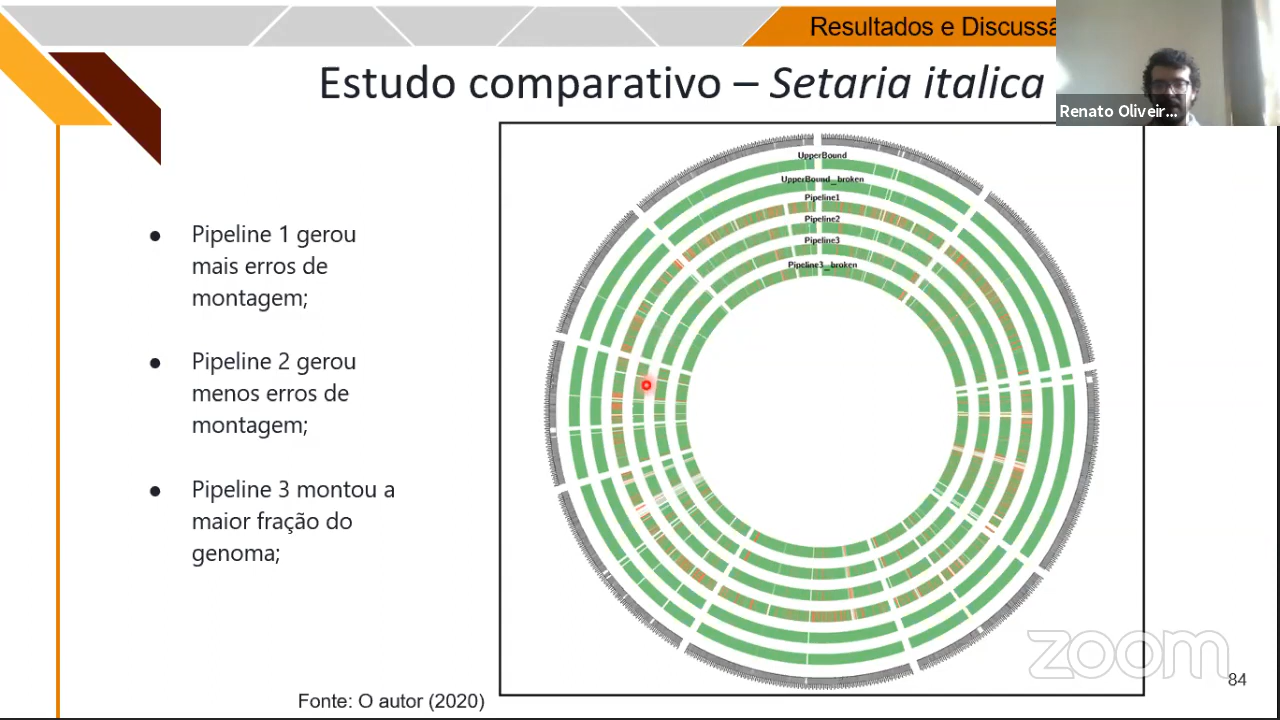 Resultados e Discussã
Estudo comparativo – Setaria italica
Renato Oliveir...
UpperBound
UpperBound_broken
Pipeline1
Pipeline2
Pipeline3
Pipeline3_broken
● Pipeline 1 gerou
mais erros de
montagem;
● Pipeline 2 gerou
menos erros de
montagem;
● Pipeline 3 montou a
maior fração do
genoma;
zoom
84
Fonte: O autor (2020)